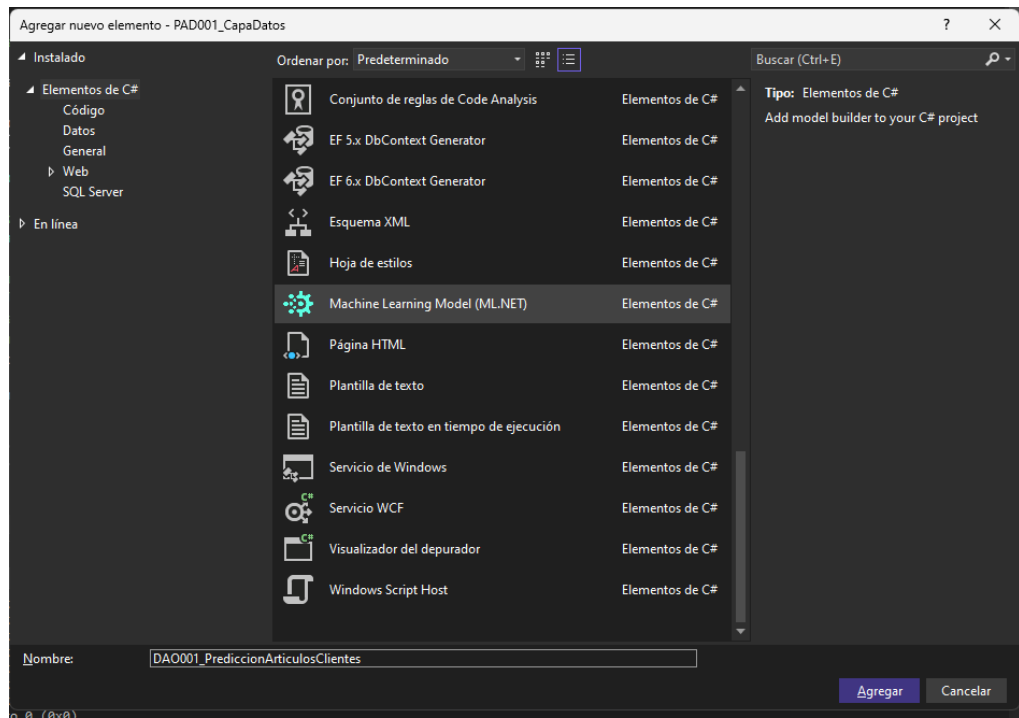 Agregar nuevo elemento - PAD001_CapaDatos
Instalado
Ordenar por: Predeterminado
Buscar (Ctrl+E)
Elementos de C#
Código
Datos
General
Web
SQL Server
En línea
Conjunto de reglas de Code Analysis Elementos de C#
EF 5.x DbContext Generator Elementos de C#
EF 6.x DbContext Generator Elementos de C#
Esquema XML Elementos de C#
Hoja de estilos Elementos de C#
Machine Learning Model (ML.NET) Elementos de C#
Página HTML Elementos de C#
Plantilla de texto Elementos de C#
Plantilla de texto en tiempo de ejecución Elementos de C#
Servicio de Windows Elementos de C#
C#
Servicio WCF Elementos de C#
C#
Visualizador del depurador Elementos de C#
Windows Script Host Elementos de C#
Tipo: Elementos de C#
Add model builder to your C# project
Nombre: DAO001_PrediccionArticulosClientes
Agregar Cancelar
0 (0x0)